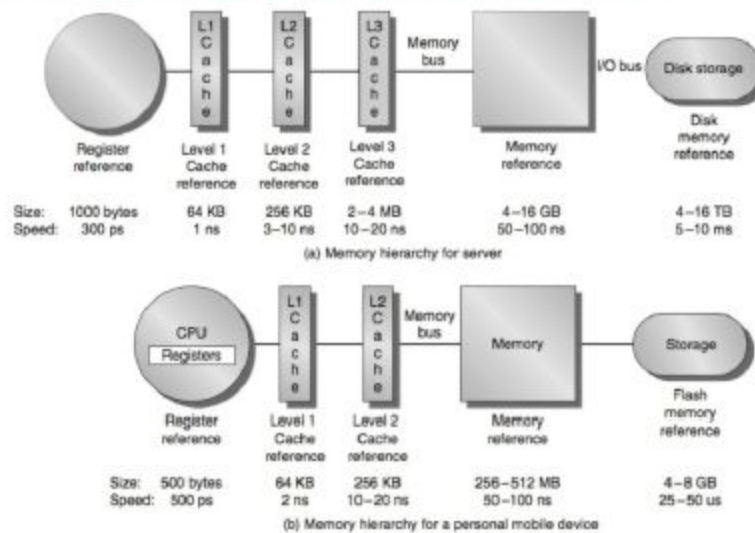 L1 Cache
L2 Cache
L3 Cache
Memory bus
I/O bus
Disk storage
Register reference
Level 1 Cache reference
Level 2 Cache reference
Level 3 Cache reference
Memory reference
Disk memory reference
Size: 1000 bytes 64 KB 256 KB 2–4 MB 4–16 GB 4–16 TB
Speed: 300 ps 1 ns 3–10 ns 10–20 ns 50–100 ns 5–10 ms
(a) Memory hierarchy for server
CPU
Registers
L1 Cache
L2 Cache
Memory bus
Memory
Storage
Register reference
Level 1 Cache reference
Level 2 Cache reference
Memory reference
Flash memory reference
Size: 500 bytes 64 KB 256 KB 256–512 MB 4–8 GB
Speed: 500 ps 2 ns 10–20 ns 50–100 ns 25–50 us
(b) Memory hierarchy for a personal mobile device